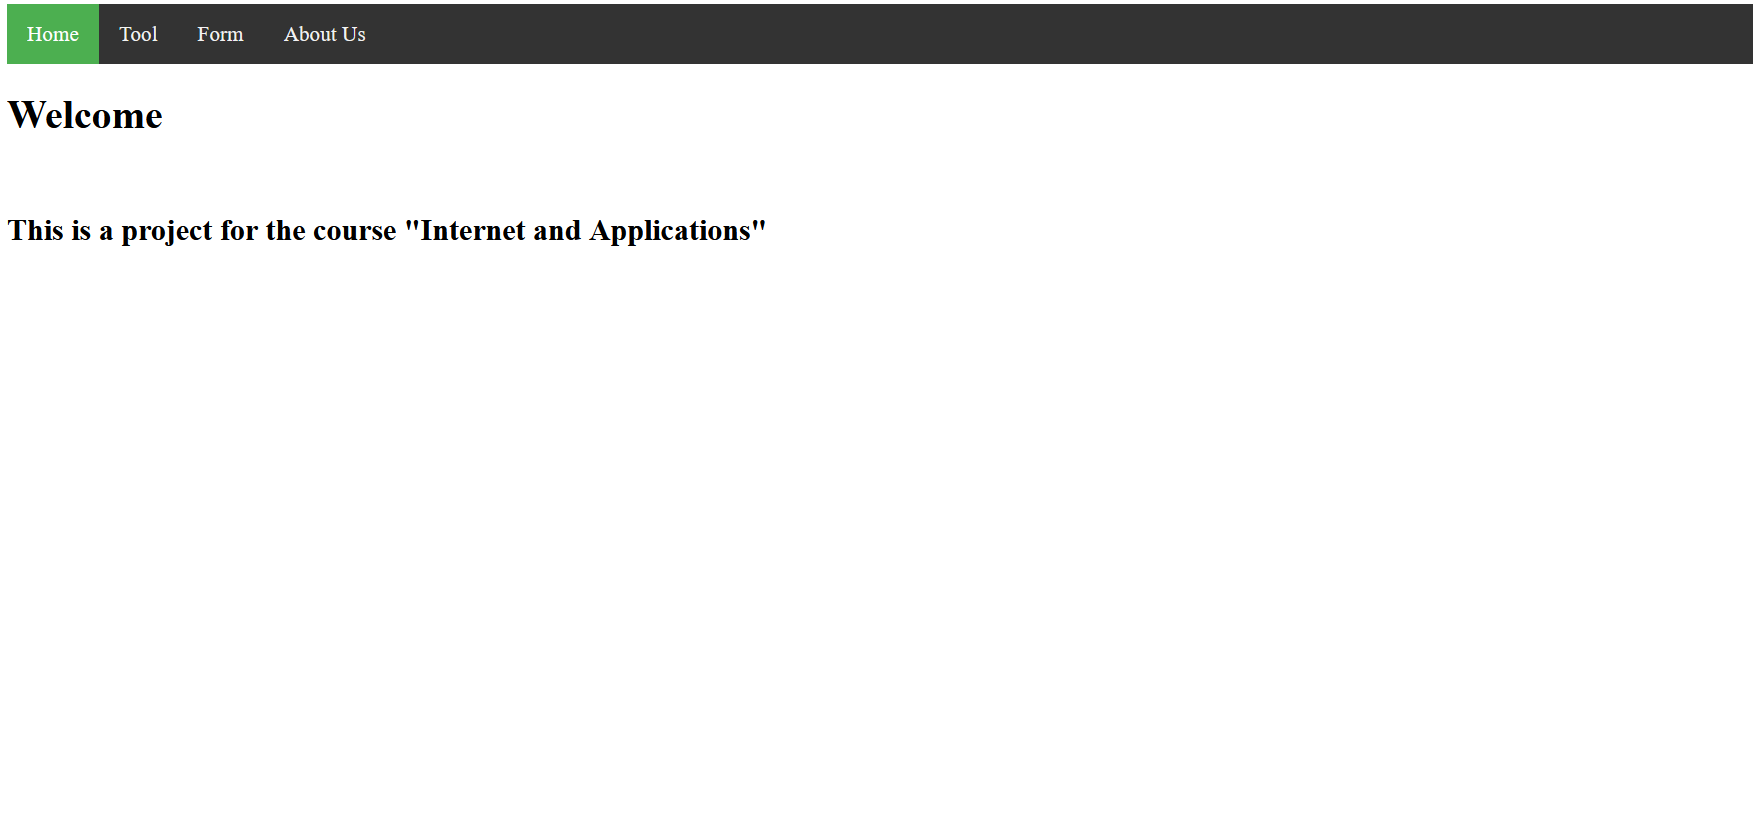 Home Tool Form About Us
Welcome
This is a project for the course "Internet and Applications"